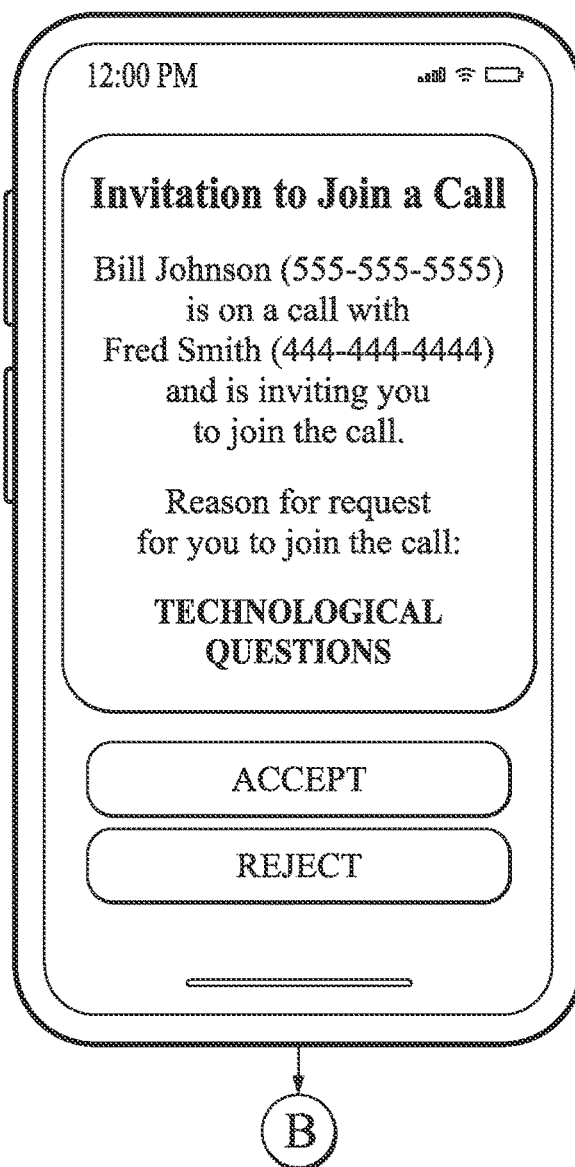 12:00 PM
Invitation to Join a Call
Bill Johnson (555-555-5555)
is on a call with
Fred Smith (444-444-4444)
and is inviting you
to join the call.
Reason for request
for you to join the call:
TECHNOLOGICAL
QUESTIONS
ACCEPT
REJECT
B